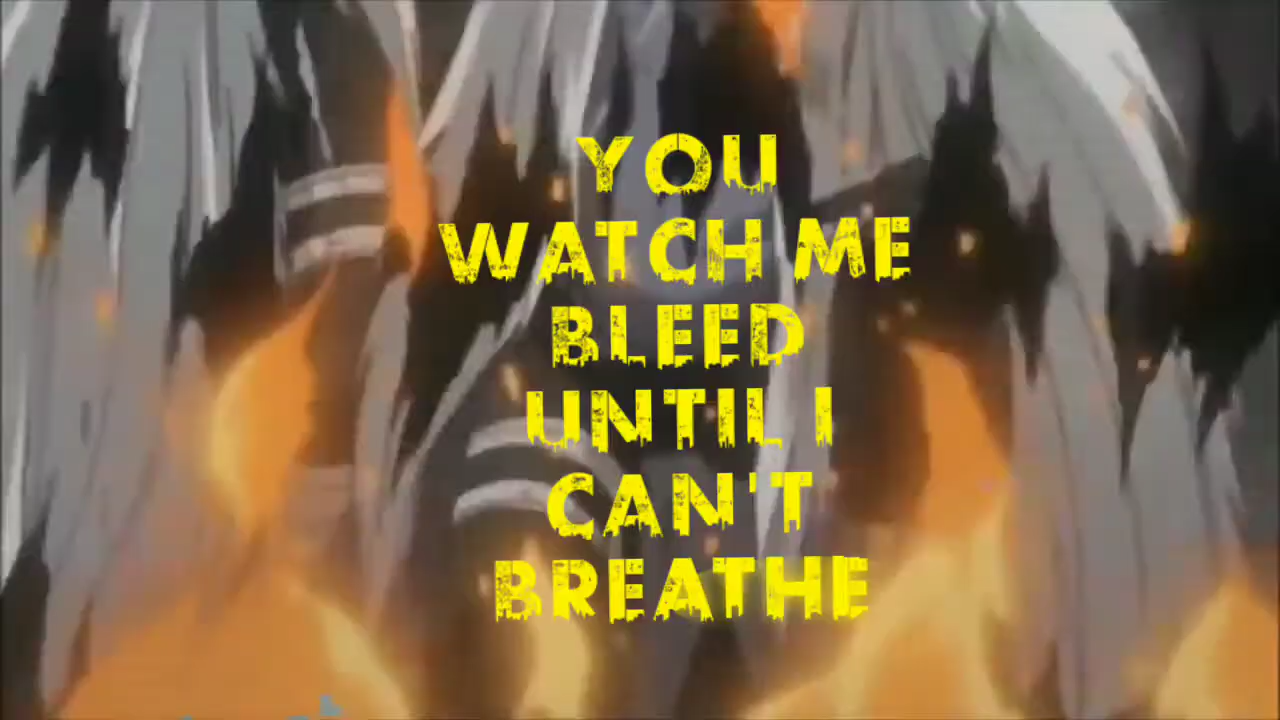 YOU
WATCH ME
BLEED
UNTIL I
CAN'T
BREATHE